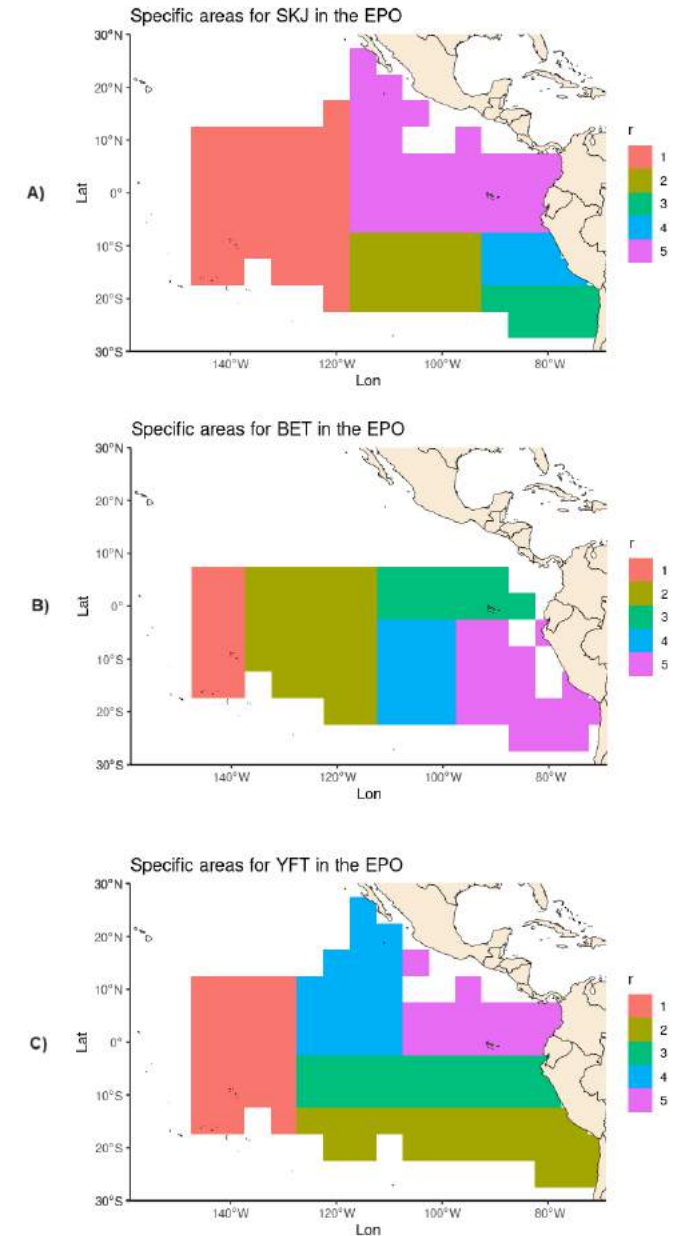 Specific areas for SKJ in the EPO
A)
Lat
30°N
20°N
10°N
0°
10°S
20°S
30°S
140°W 120°W 100°W 80°W
Lon
r
1
2
3
4
5
Specific areas for BET in the EPO
B)
Lat
30°N
20°N
10°N
0°
10°S
20°S
30°S
140°W 120°W 100°W 80°W
Lon
r
1
2
3
4
5
Specific areas for YFT in the EPO
C)
Lat
30°N
20°N
10°N
0°
10°S
20°S
30°S
140°W 120°W 100°W 80°W
Lon
r
1
2
3
4
5